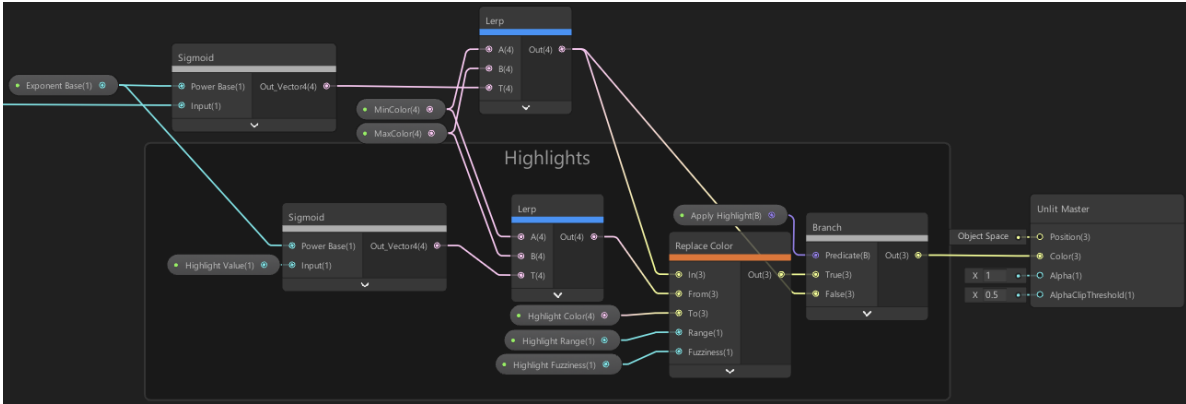 Lerp
A(4) Out(4)
B(4)
T(4)
Sigmoid
Exponent Base(1)
Power Base(1) Out_Vector4(4)
Input(1)
MinColor(4)
MaxColor(4)
Highlights
Sigmoid
Power Base(1) Out_Vector4(4)
Highlight Value(1)
Input(1)
Lerp
A(4) Out(4)
B(4)
T(4)
Highlight Color(4)
Highlight Range(1)
Highlight Fuzziness(1)
Apply Highlight(B)
Replace Color
In(3) Out(3)
From(3)
To(3)
Range(1)
Fuzziness(1)
Branch
Predicate(B) Out(3)
True(3)
False(3)
Unlit Master
Object Space
Position(3)
Color(3)
X 1
Alpha(1)
X 0.5
AlphaClipThreshold(1)